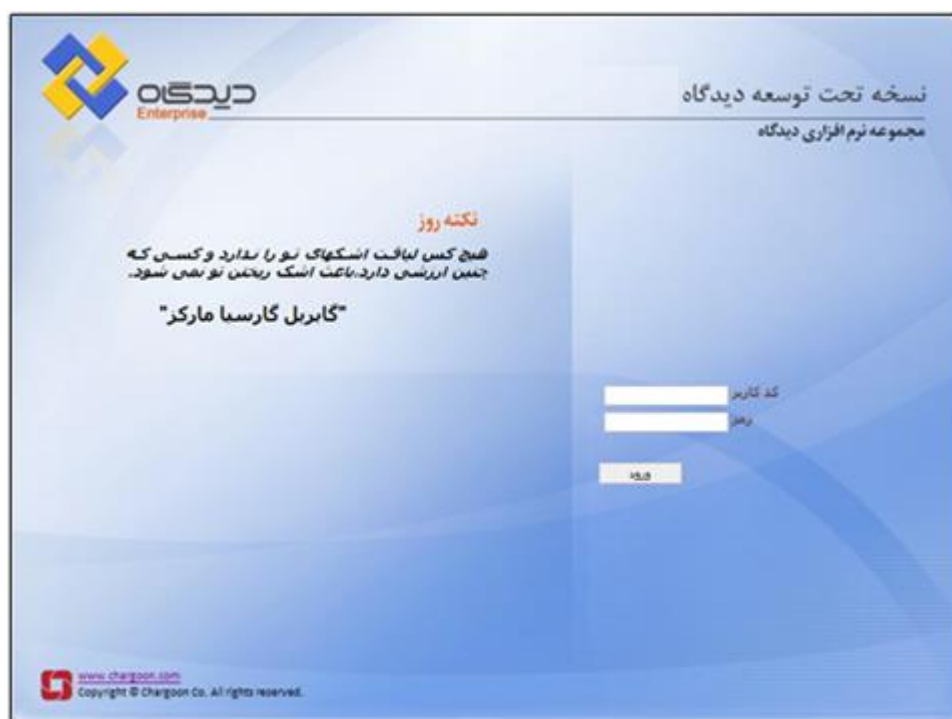 دیدگاه
Enterprise
نسخه تحت توسعه دیدگاه
مجموعه نرم افزاری دیدگاه
نکته روز
هیچ کس لیاقت اشکهای تو را ندارد و کسی که
چنین ارزشی دارد،باعث اشک ریختن تو نمی شود.
"گابریل گارسیا مارکز"
کد کاربر
رمز
ورود
www.chargoon.com
Copyright © Chargoon Co. All rights reserved.